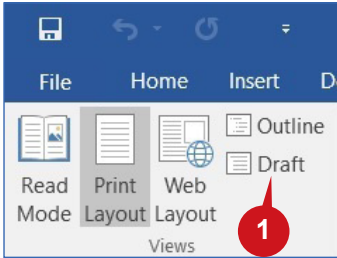 File Home Insert D
Outline
Draft
Read Print Web
Mode Layout Layout
Views
1